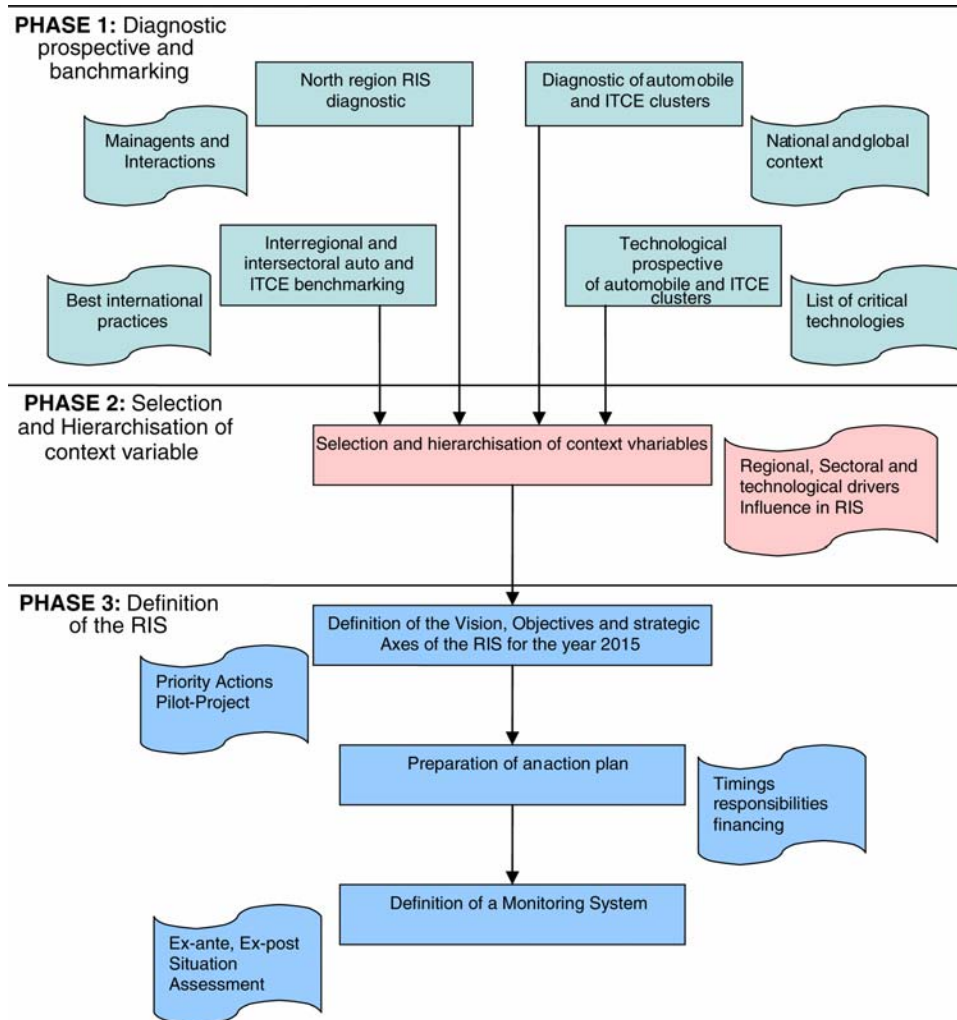 PHASE 1: Diagnostic
prospective and
banchmarking
North region RIS
diagnostic
Diagnostic of automobile
and ITCE clusters
Mainagents and
Interactions
National and global
context
Interregional and
intersectoral auto and
ITCE benchmarking
Technological
prospective
of automobile and ITCE
clusters
Best international
practices
List of critical
technologies
PHASE 2: Selection
and Hierarchisation of
context variable
Selection and hierarchisation of context vhariables
Regional, Sectoral and
technological drivers
Influence in RIS
PHASE 3: Definition
of the RIS
Definition of the Vision, Objectives and strategic
Axes of the RIS for the year 2015
Priority Actions
Pilot-Project
Preparation of anaction plan
Timings
responsibilities
financing
Definition of a Monitoring System
Ex-ante, Ex-post
Situation
Assessment